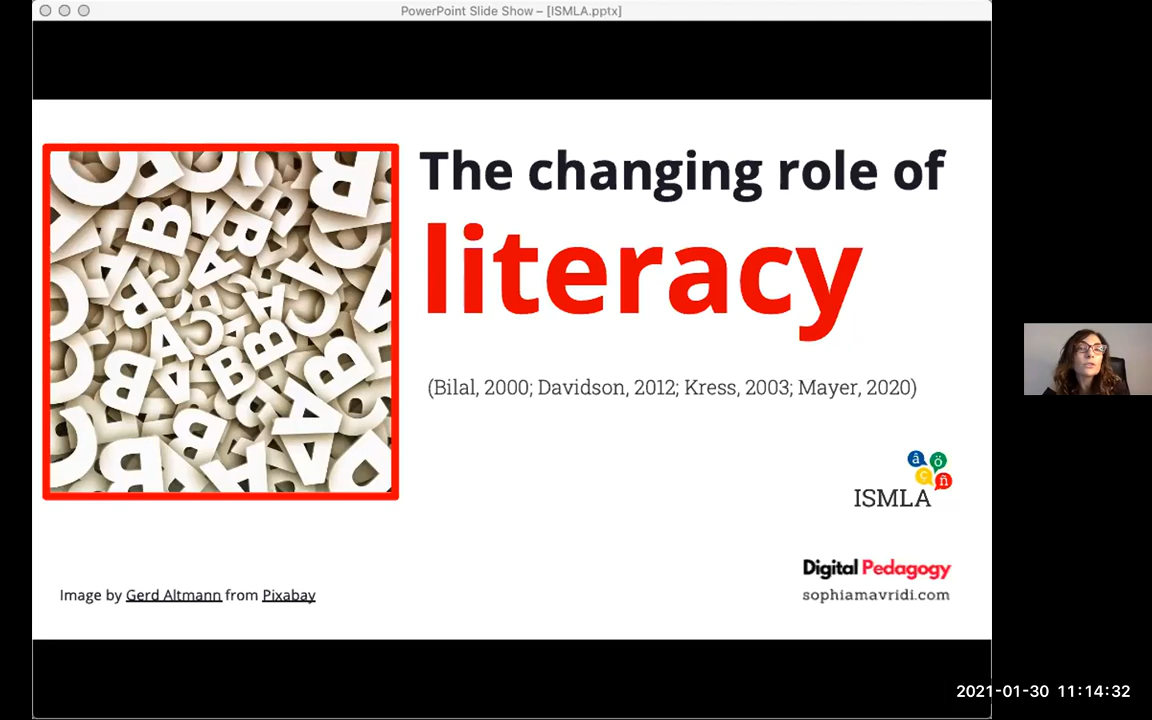 PowerPoint Slide Show – [ISMLA.pptx]
The changing role of
literacy
(Bilal, 2000; Davidson, 2012; Kress, 2003; Mayer, 2020)
â ö
ç ñ
ISMLA
Digital Pedagogy
sophiamavridi.com
Image by Gerd Altmann from Pixabay
2021-01-30 11:14:32